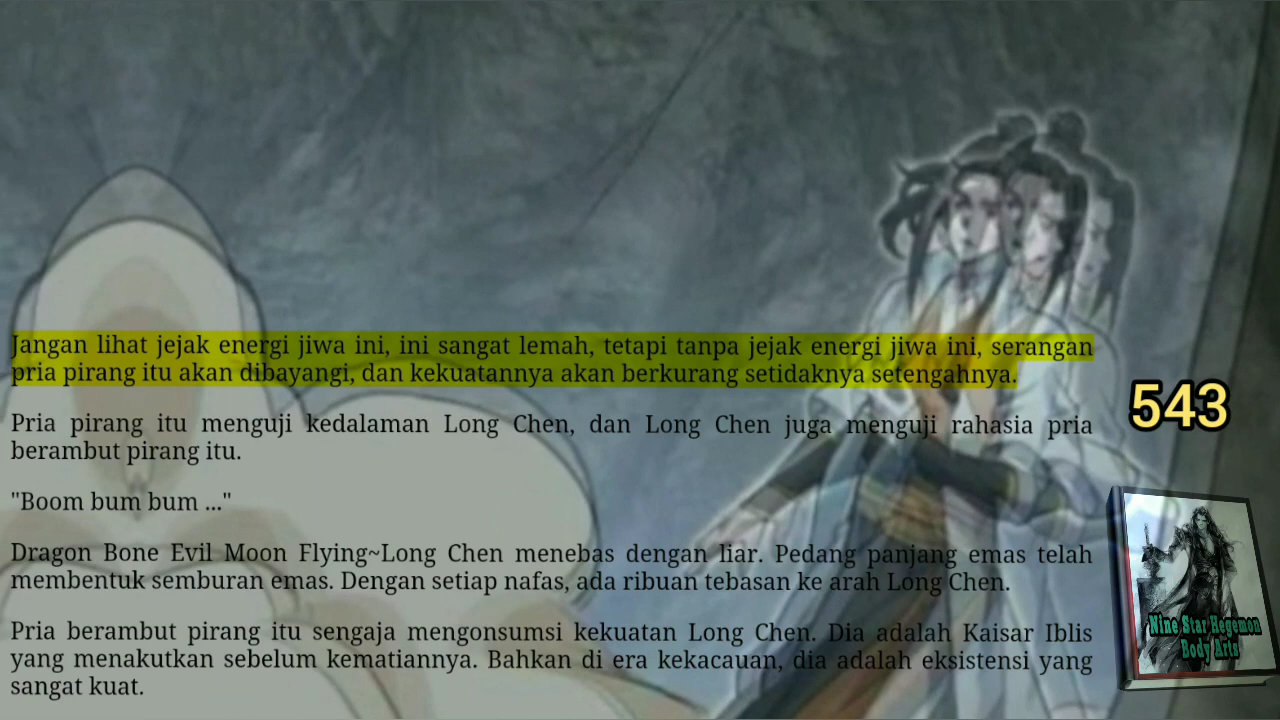 Jangan lihat jejak energi jiwa ini, ini sangat lemah, tetapi tanpa jejak energi jiwa ini, serangan
pria pirang itu akan dibayangi, dan kekuatannya akan berkurang setidaknya setengahnya.
Pria pirang itu menguji kedalaman Long Chen, dan Long Chen juga menguji rahasia pria
berambut pirang itu.
"Boom bum bum ..."
Dragon Bone Evil Moon Flying~Long Chen menebas dengan liar. Pedang panjang emas telah
membentuk semburan emas. Dengan setiap nafas, ada ribuan tebasan ke arah Long Chen.
Pria berambut pirang itu sengaja mengonsumsi kekuatan Long Chen. Dia adalah Kaisar Iblis
yang menakutkan sebelum kematiannya. Bahkan di era kekacauan, dia adalah eksistensi yang
sangat kuat.
543
Nine Star Hegemon
Body Arts